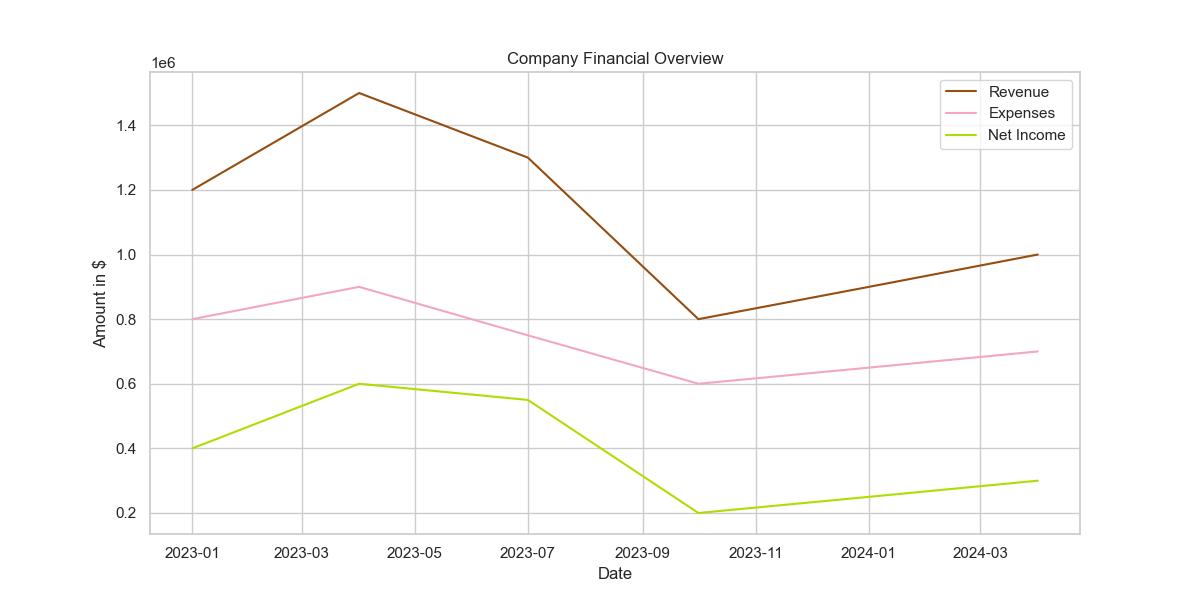 Company Financial Overview
1e6
Revenue
Expenses
Net Income
1.4
1.2
1.0
0.8
0.6
0.4
0.2
Amount in $
2023-01 2023-03 2023-05 2023-07 2023-09 2023-11 2024-01 2024-03
Date